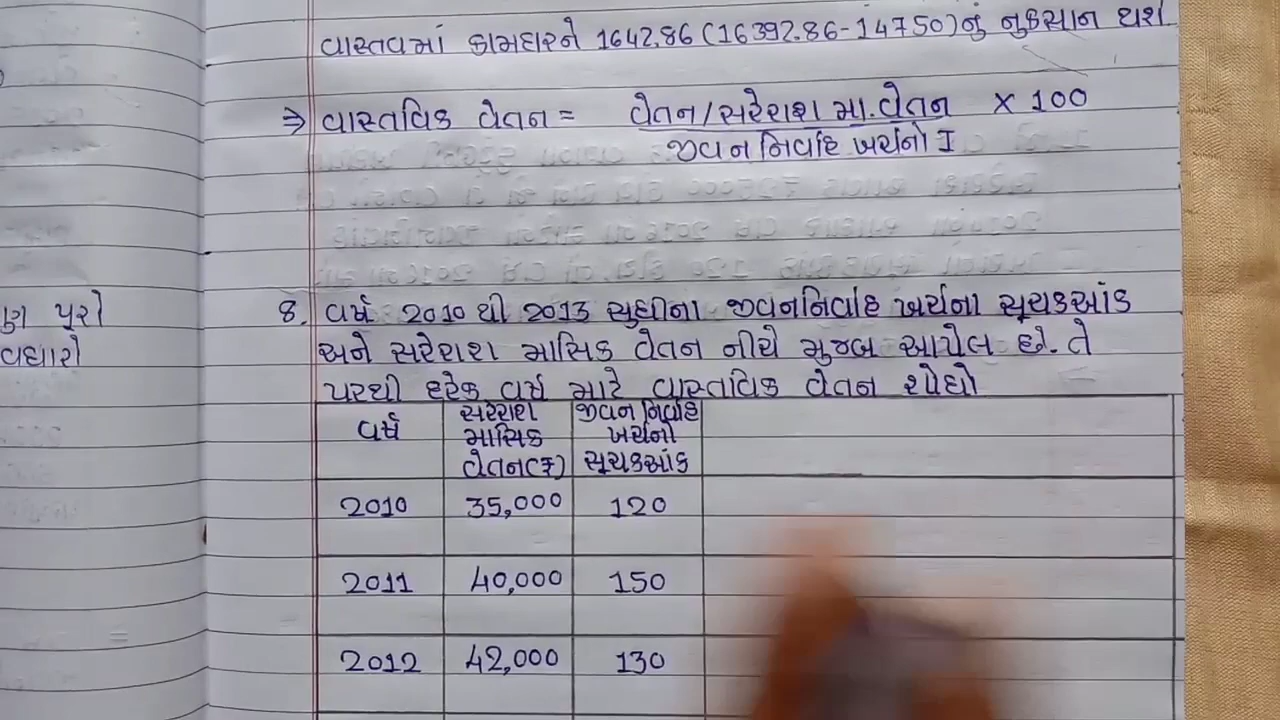 વાસ્તવમાં કામદારને 1642.86 (16392.86-14750)નું નુકસાન થશે
⇒ વાસ્તવિક વેતન = વેતન/સરેરાશ મા. વેતન × 100
જીવન નિર્વાહ ખર્ચનો I
ણ પૂરો
વધારો
8. વર્ષ 2010 થી 2013 સુધીના જીવનનિર્વાહ ખર્ચના સૂચકઆંક
અને સરેરાશ માસિક વેતન નીચે મુજબ આપેલ છે. તે
પરથી દરેક વર્ષ માટે વાસ્તવિક વેતન શોધો
સરેરાશ જીવન નિર્વાહ
વર્ષ માસિક ખર્ચનો
વેતન(₹) સૂચકઆંક
2010 35,000 120
2011 40,000 150
2012 42,000 130